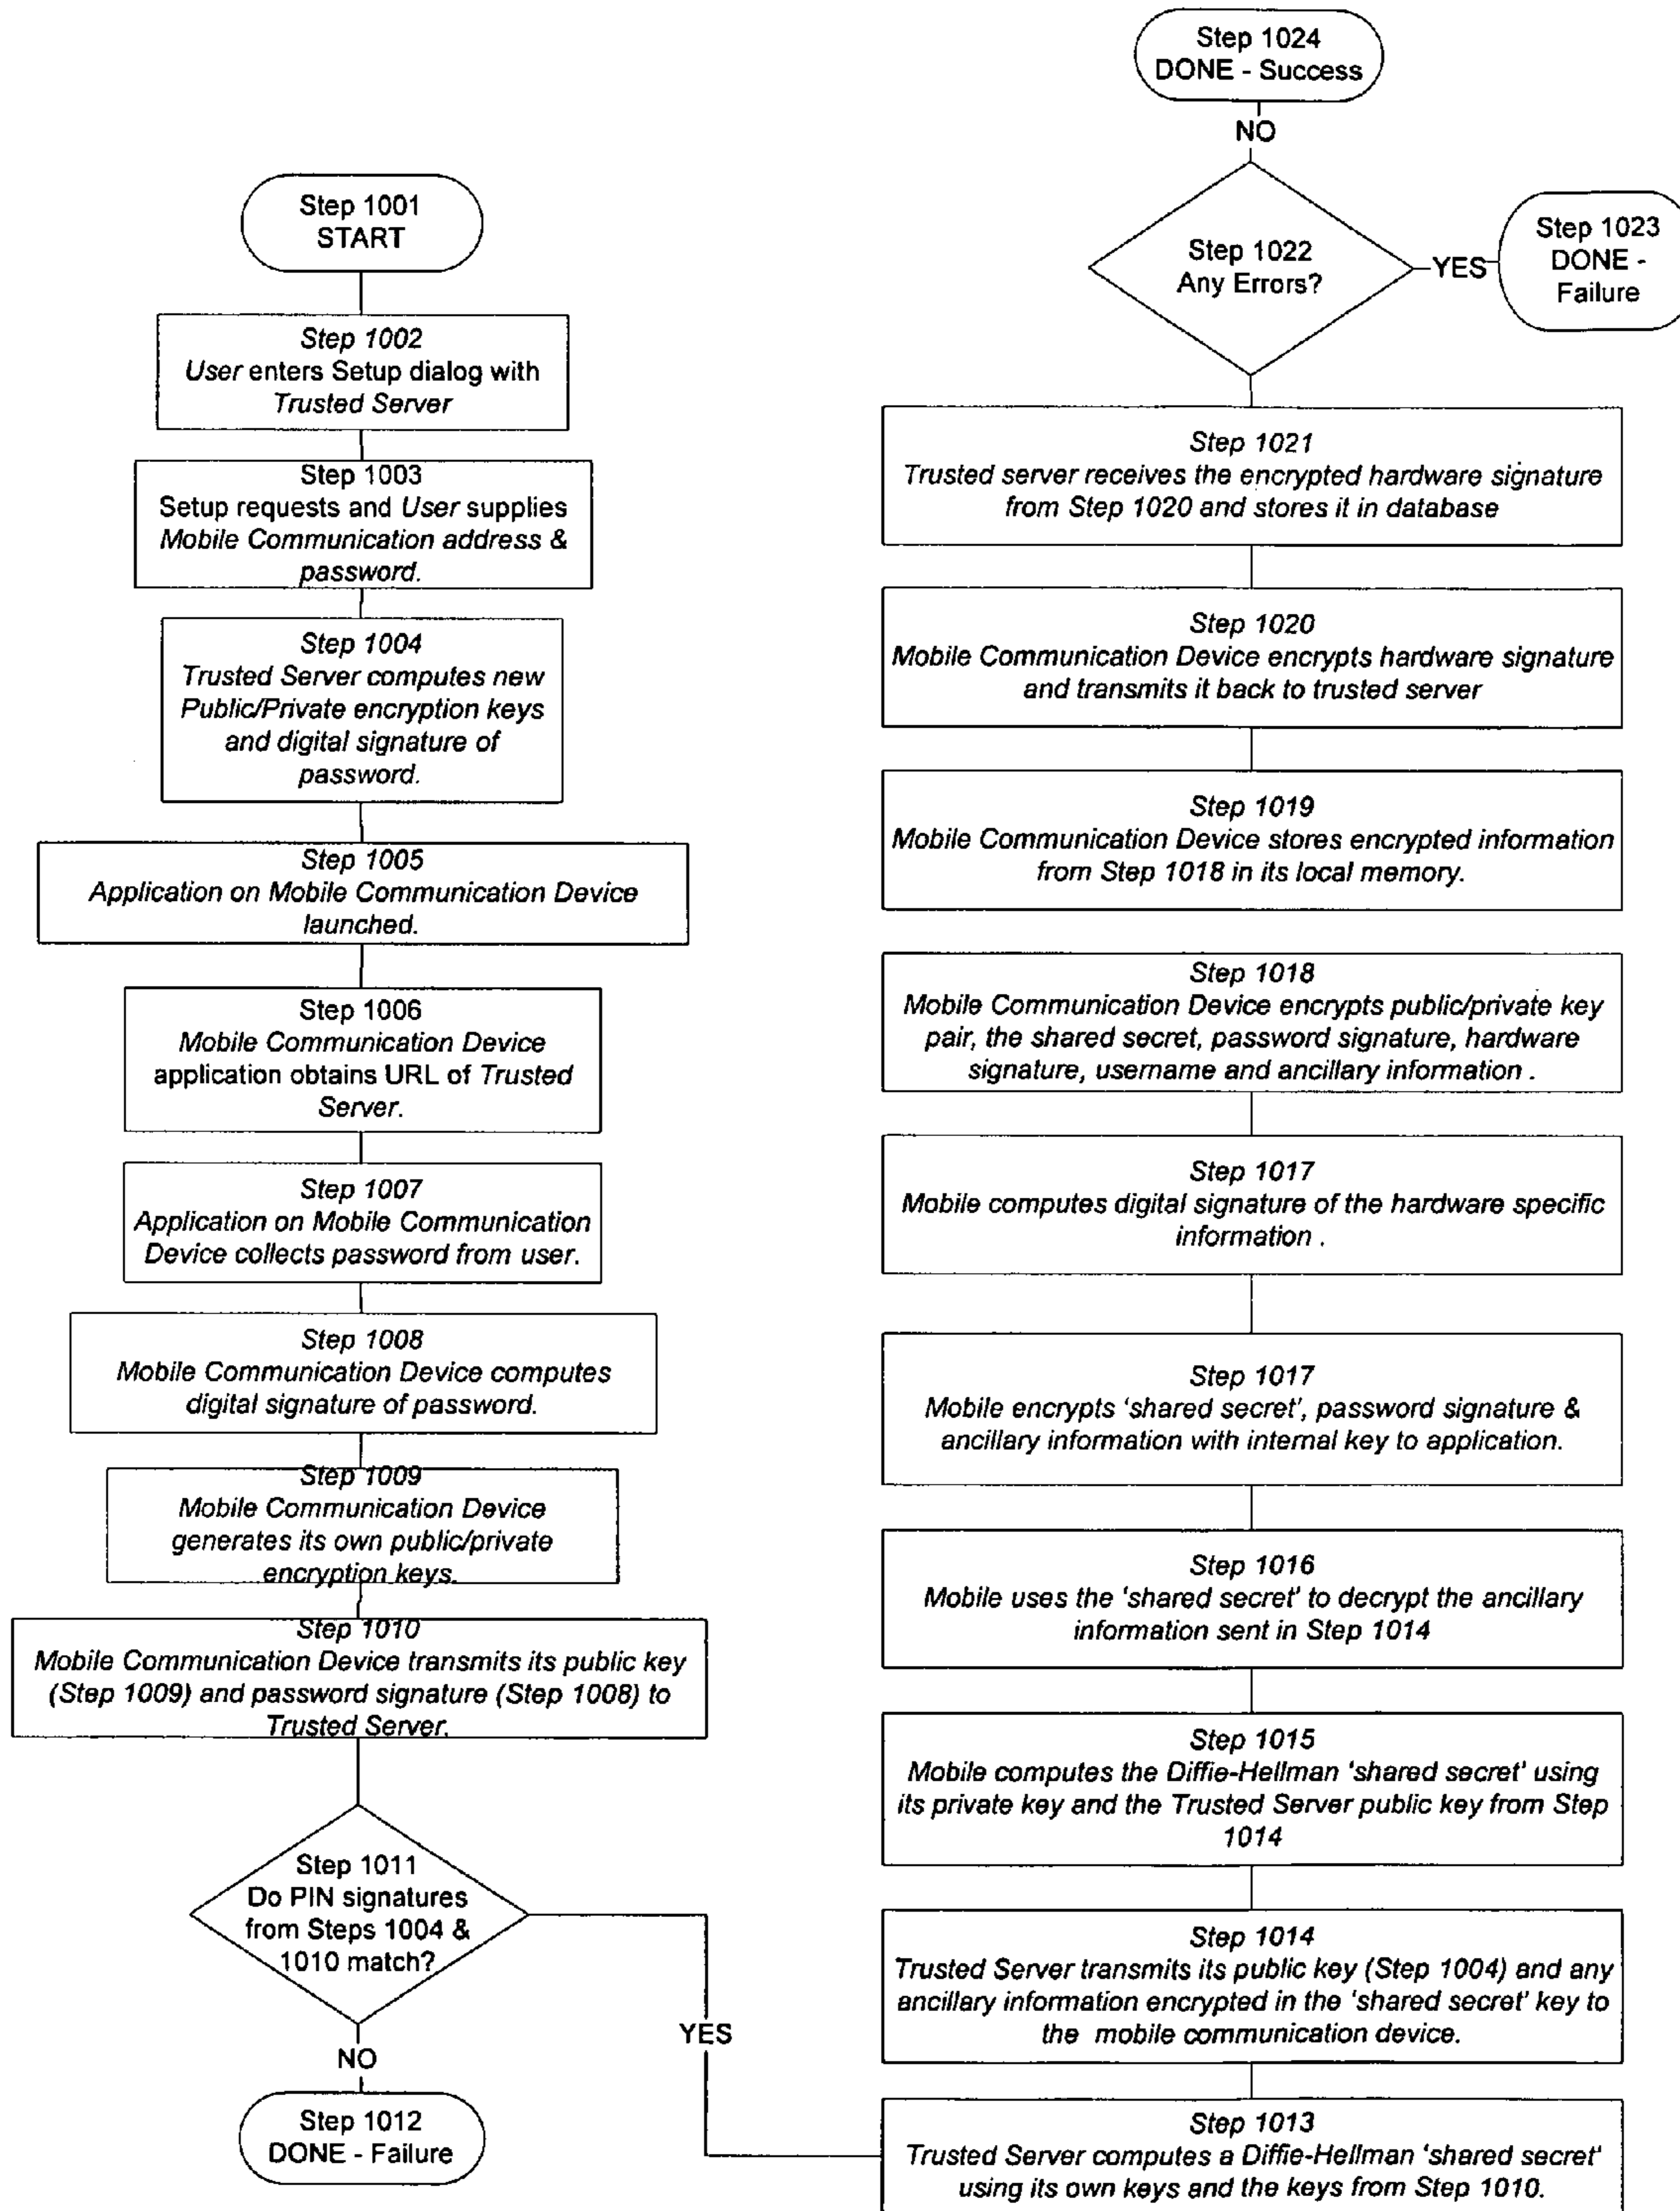 Step 1001
START
Step 1002
User enters Setup dialog with
Trusted Server
Step 1003
Setup requests and User supplies
Mobile Communication address &
password.
Step 1004
Trusted Server computes new
Public/Private encryption keys
and digital signature of
password.
Step 1005
Application on Mobile Communication Device
launched.
Step 1006
Mobile Communication Device
application obtains URL of Trusted
Server.
Step 1007
Application on Mobile Communication
Device collects password from user.
Step 1008
Mobile Communication Device computes
digital signature of password.
Step 1009
Mobile Communication Device
generates its own public/private
encryption keys.
Step 1010
Mobile Communication Device transmits its public key
(Step 1009) and password signature (Step 1008) to
Trusted Server.
Step 1011
Do PIN signatures
from Steps 1004 &
1010 match?
NO
Step 1012
DONE - Failure
YES
Step 1024
DONE - Success
NO
Step 1022
Any Errors?
YES
Step 1023
DONE -
Failure
Step 1021
Trusted server receives the encrypted hardware signature
from Step 1020 and stores it in database
Step 1020
Mobile Communication Device encrypts hardware signature
and transmits it back to trusted server
Step 1019
Mobile Communication Device stores encrypted information
from Step 1018 in its local memory.
Step 1018
Mobile Communication Device encrypts public/private key
pair, the shared secret, password signature, hardware
signature, username and ancillary information .
Step 1017
Mobile computes digital signature of the hardware specific
information .
Step 1017
Mobile encrypts 'shared secret', password signature &
ancillary information with internal key to application.
Step 1016
Mobile uses the 'shared secret' to decrypt the ancillary
information sent in Step 1014
Step 1015
Mobile computes the Diffie-Hellman 'shared secret' using
its private key and the Trusted Server public key from Step
1014
Step 1014
Trusted Server transmits its public key (Step 1004) and any
ancillary information encrypted in the 'shared secret' key to
the mobile communication device.
Step 1013
Trusted Server computes a Diffie-Hellman 'shared secret'
using its own keys and the keys from Step 1010.